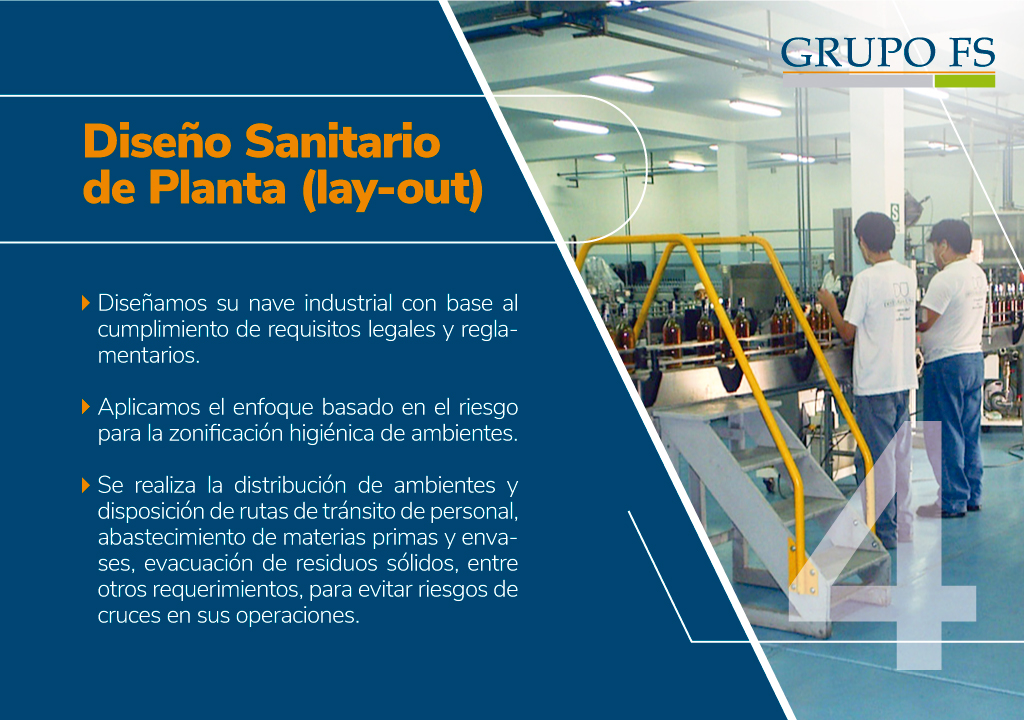 GRUPO FS
Diseño Sanitario
de Planta (lay-out)
Diseñamos su nave industrial con base al
cumplimiento de requisitos legales y regla-
mentarios.
Aplicamos el enfoque basado en el riesgo
para la zonificación higiénica de ambientes.
Se realiza la distribución de ambientes y
disposición de rutas de tránsito de personal,
abastecimiento de materias primas y enva-
ses, evacuación de residuos sólidos, entre
otros requerimientos, para evitar riesgos de
cruces en sus operaciones.
4